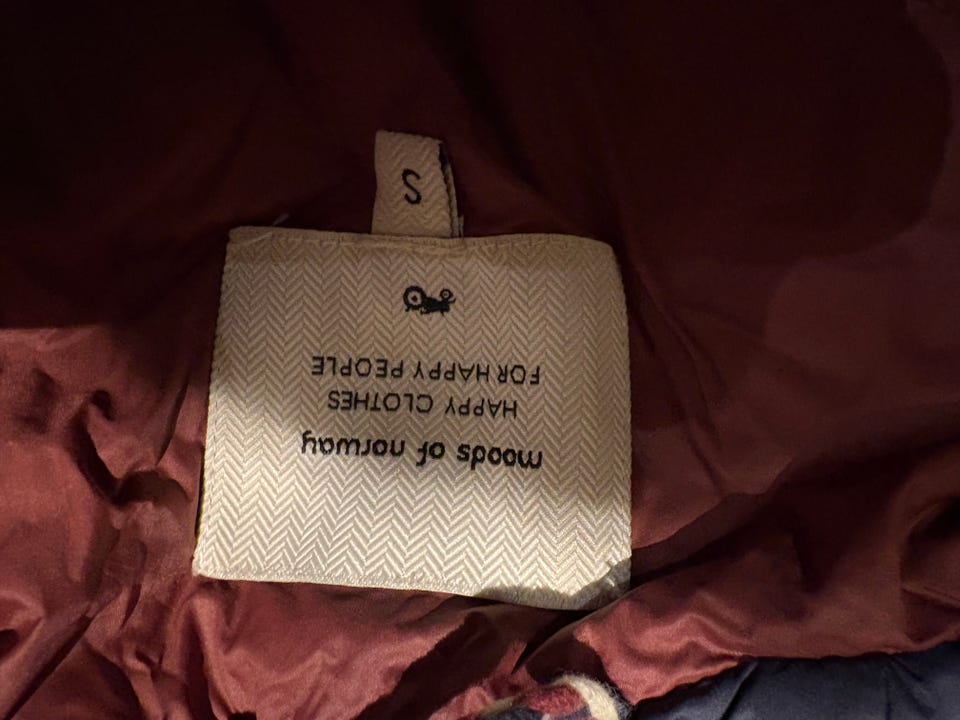 moods of norway
HAPPY CLOTHES
FOR HAPPY PEOPLE
S